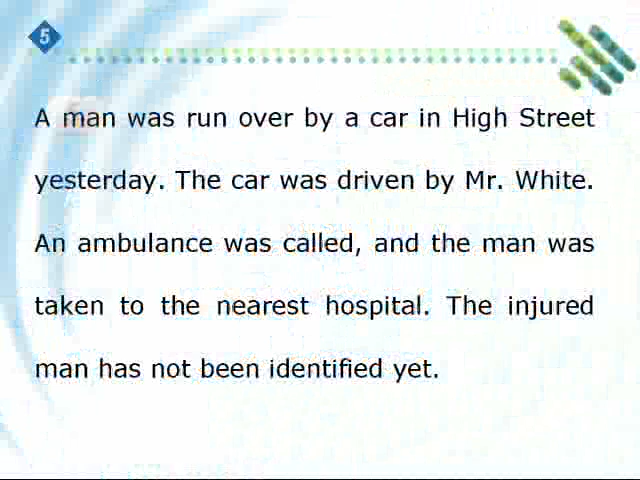 5
A man was run over by a car in High Street
yesterday. The car was driven by Mr. White.
An ambulance was called, and the man was
taken to the nearest hospital. The injured
man has not been identified yet.